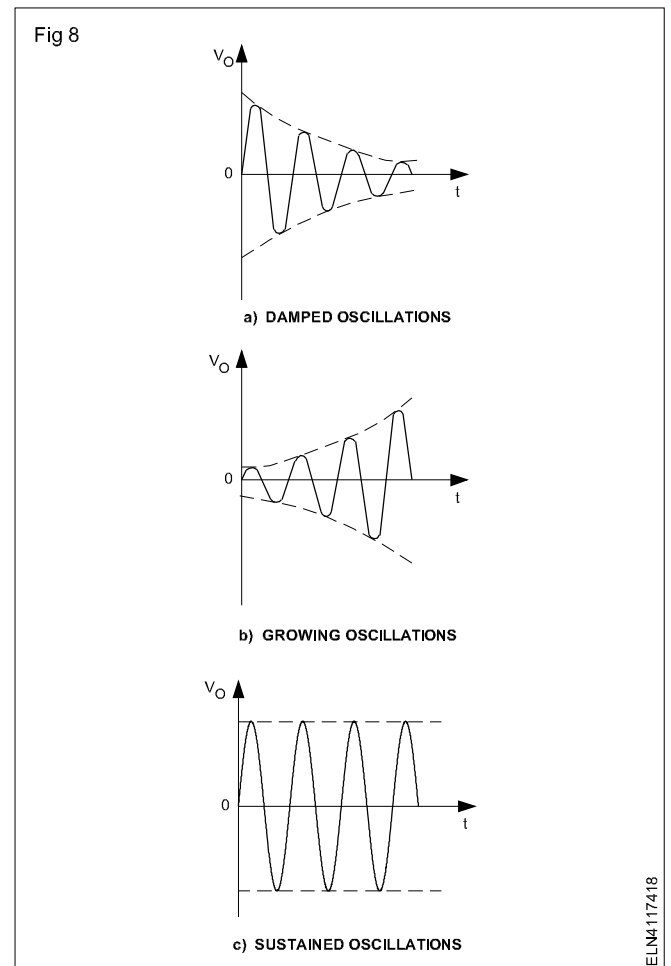 Fig 8
VO
0
t
a) DAMPED OSCILLATIONS
VO
0
t
b) GROWING OSCILLATIONS
VO
0
t
c) SUSTAINED OSCILLATIONS
ELN4117418